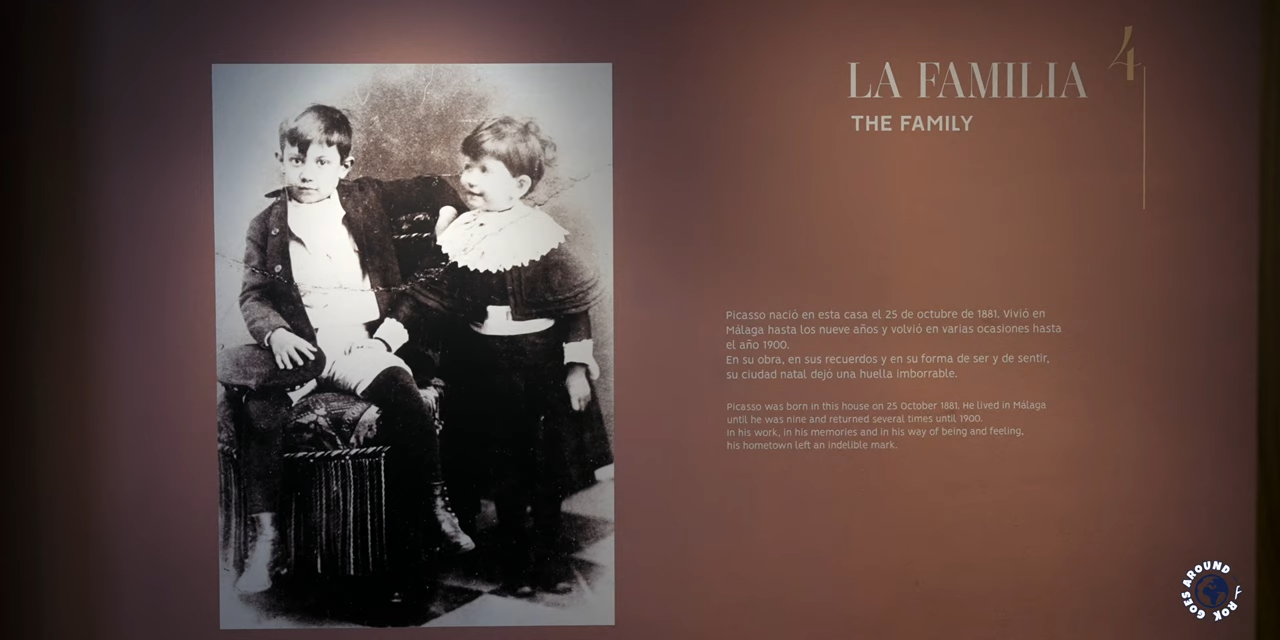 4
LA FAMILIA
THE FAMILY
Picasso nació en esta casa el 25 de octubre de 1881. Vivió en
Málaga hasta los nueve años y volvió en varias ocasiones hasta
el año 1900.
En su obra, en sus recuerdos y en su forma de ser y de sentir,
su ciudad natal dejó una huella imborrable.
Picasso was born in this house on 25 October 1881. He lived in Málaga
until he was nine and returned several times until 1900.
In his work, in his memories and in his way of being and feeling,
his hometown left an indelible mark.
ROK GOES AROUND